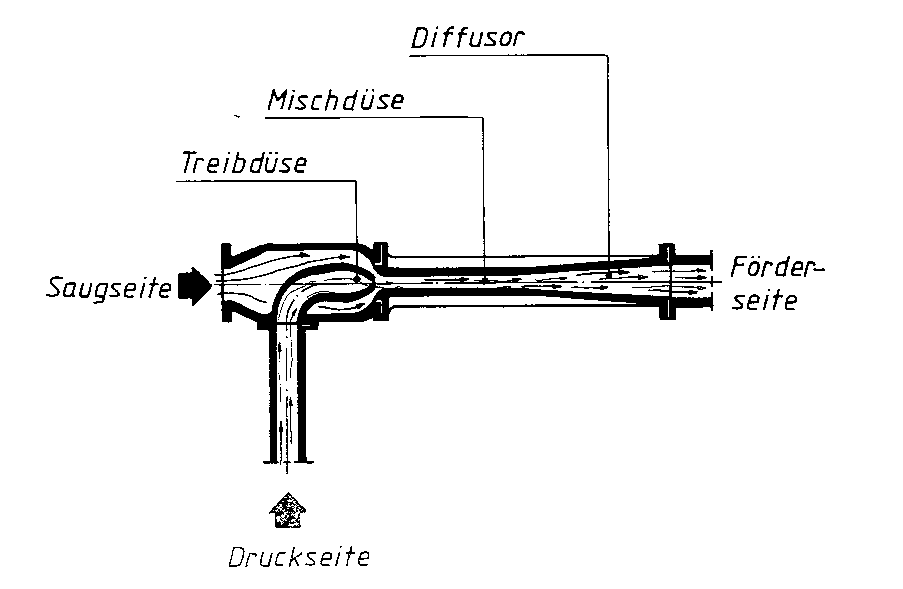 Diffusor
Mischdüse
Treibdüse
Saugseite
Förder-
seite
Druckseite